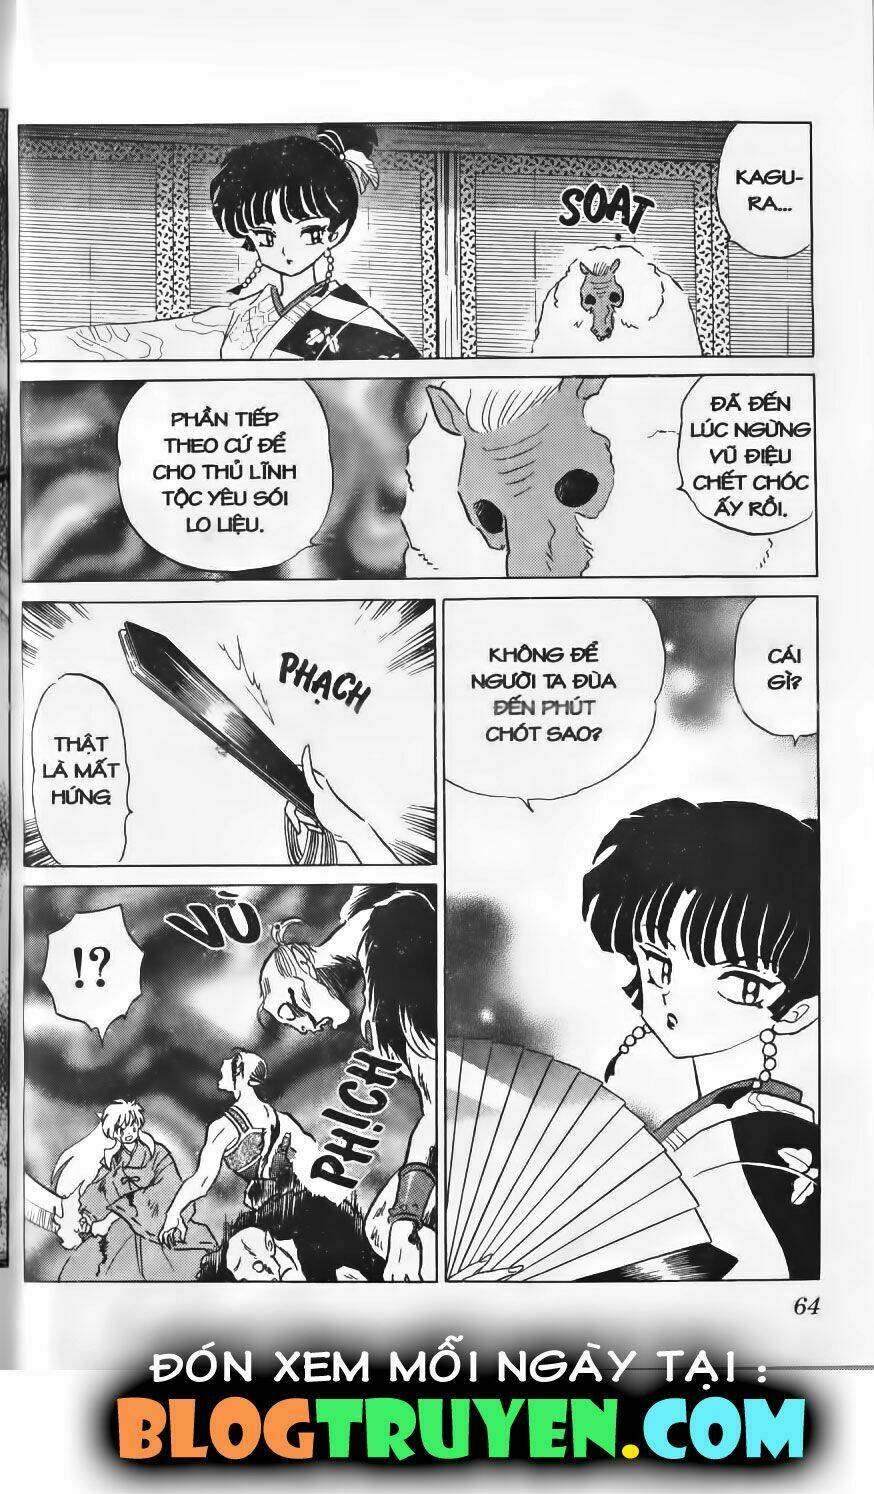 KAGU-
RA...
SOẠT
ĐÃ ĐẾN
LÚC NGỪNG
VŨ ĐIỆU
CHẾT CHÓC
ẤY RỒI.
PHẦN TIẾP
THEO CỨ ĐỂ
CHO THỦ LĨNH
TỘC YÊU SÓI
LO LIỆU.
CÁI
GÌ?
KHÔNG ĐỂ
NGƯỜI TA ĐÙA
ĐẾN PHÚT
CHÓT SAO?
PHẠCH
THẬT
LÀ MẤT
HỨNG.
VÙ
!?
PHỊCH
64
ĐÓN XEM MỖI NGÀY TẠI :
BLOGTRUYEN.COM